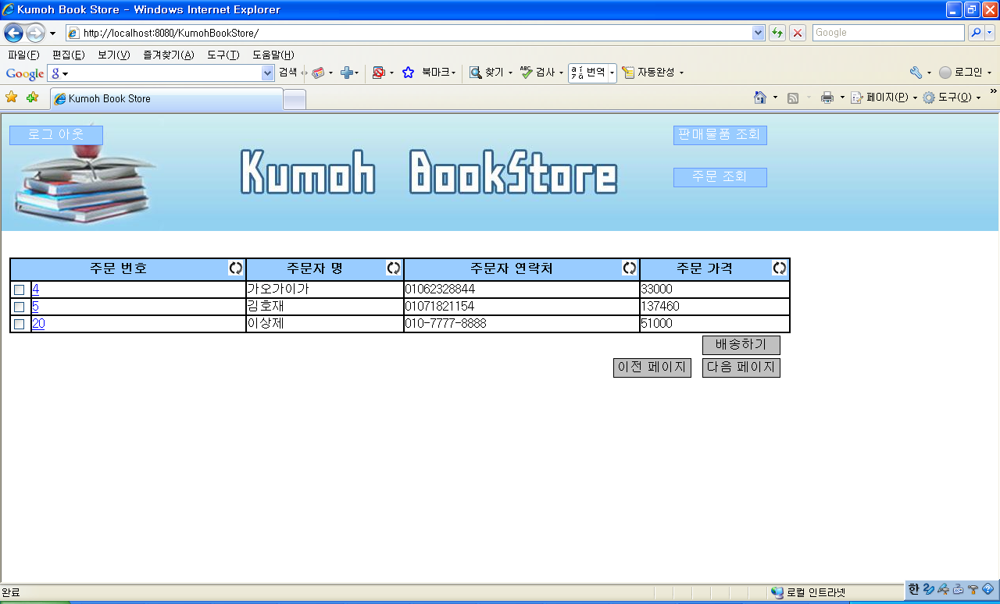 Kumoh Book Store - Windows Internet Explorer
http://localhost:8080/KumohBookStore/
Google
파일(F) 편집(E) 보기(V) 즐겨찾기(A) 도구(T) 도움말(H)
Google g 검색 북마크 찾기 ABC 검사 번역 자동완성 로그인
Kumoh Book Store
페이지(P) 도구(O) »
로그 아웃
판매물품 조회
Kumoh BookStore
주문 조회
주문 번호 주문자 명 주문자 연락처 주문 가격
4 가오가이가 01062328844 33000
5 김호재 01071821154 137460
20 이상제 010-7777-8888 51000
배송하기
이전 페이지 다음 페이지
완료 로컬 인트라넷 한